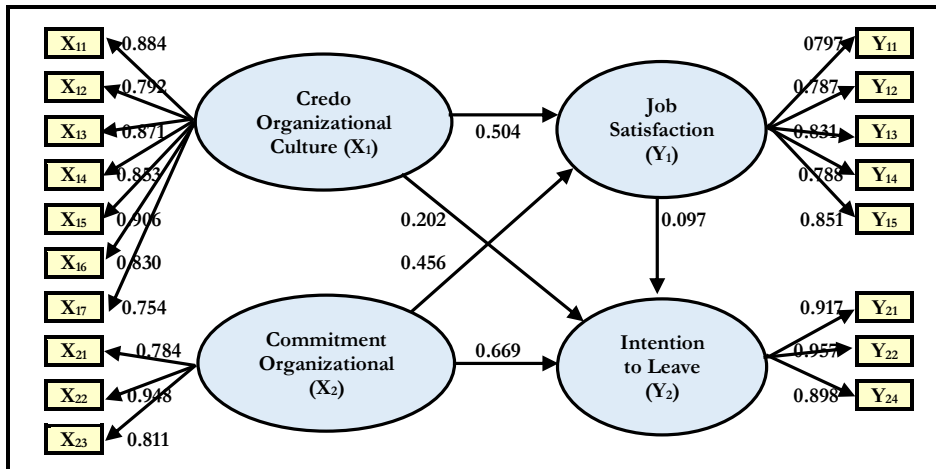 X11
0.884
X12
0.792
X13
0.871
X14
0.853
X15
0.906
X16
0.830
X17
0.754
X21
0.784
X22
0.948
X23
0.811
Credo
Organizational
Culture (X1)
Commitment
Organizational
(X2)
0.504
0.202
0.456
0.669
Job
Satisfaction
(Y1)
0.097
Intention
to Leave
(Y2)
0797
Y11
0.787
Y12
0.831
Y13
0.788
Y14
0.851
Y15
0.917
Y21
0.957
Y22
0.898
Y24